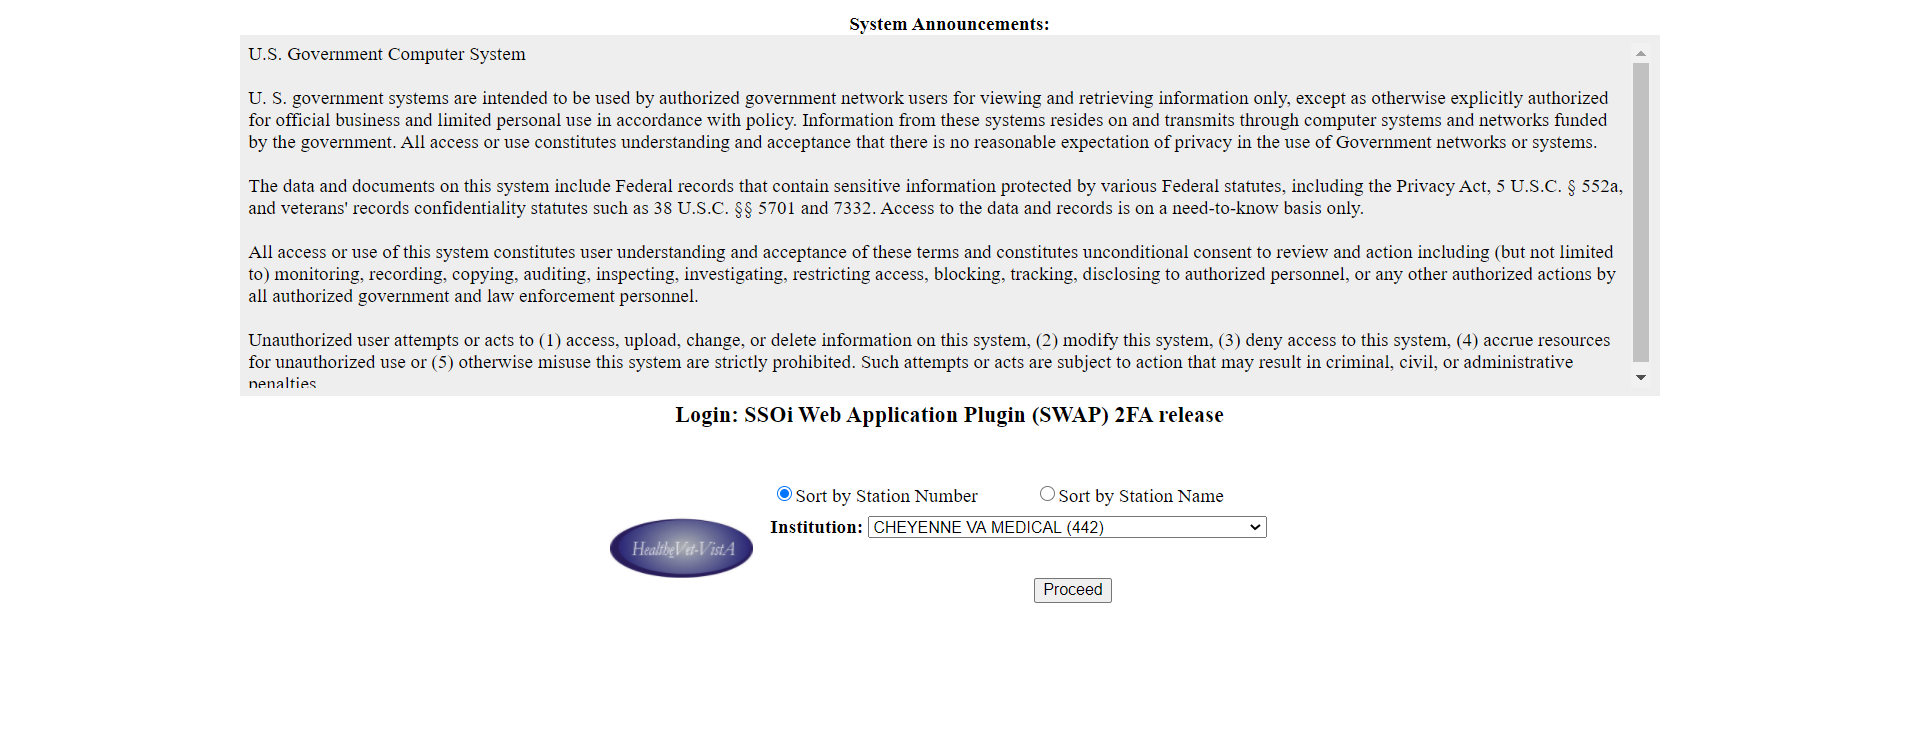 System Announcements:
U.S. Government Computer System
U. S. government systems are intended to be used by authorized government network users for viewing and retrieving information only, except as otherwise explicitly authorized
for official business and limited personal use in accordance with policy. Information from these systems resides on and transmits through computer systems and networks funded
by the government. All access or use constitutes understanding and acceptance that there is no reasonable expectation of privacy in the use of Government networks or systems.
The data and documents on this system include Federal records that contain sensitive information protected by various Federal statutes, including the Privacy Act, 5 U.S.C. § 552a,
and veterans' records confidentiality statutes such as 38 U.S.C. §§ 5701 and 7332. Access to the data and records is on a need-to-know basis only.
All access or use of this system constitutes user understanding and acceptance of these terms and constitutes unconditional consent to review and action including (but not limited
to) monitoring, recording, copying, auditing, inspecting, investigating, restricting access, blocking, tracking, disclosing to authorized personnel, or any other authorized actions by
all authorized government and law enforcement personnel.
Unauthorized user attempts or acts to (1) access, upload, change, or delete information on this system, (2) modify this system, (3) deny access to this system, (4) accrue resources
for unauthorized use or (5) otherwise misuse this system are strictly prohibited. Such attempts or acts are subject to action that may result in criminal, civil, or administrative
penalties
Login: SSOi Web Application Plugin (SWAP) 2FA release
Sort by Station Number Sort by Station Name
Institution: CHEYENNE VA MEDICAL (442)
HealtheVet-VistA
Proceed